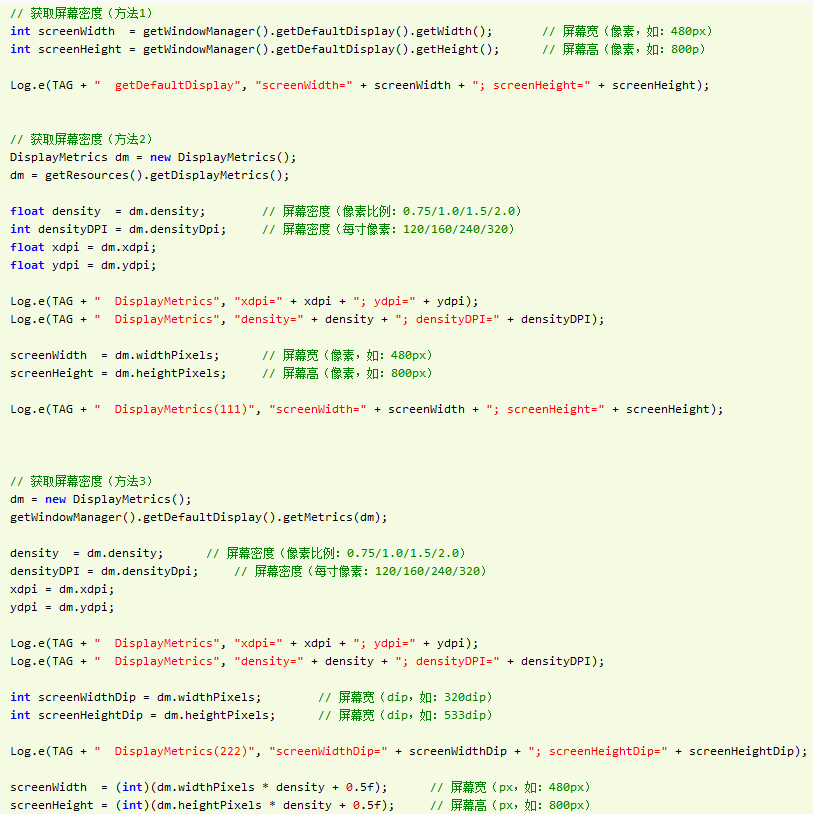 // 获取屏幕密度（方法1）
int screenWidth  = getWindowManager().getDefaultDisplay().getWidth();       // 屏幕宽（像素，如：480px）
int screenHeight = getWindowManager().getDefaultDisplay().getHeight();      // 屏幕高（像素，如：800p）
Log.e(TAG + "  getDefaultDisplay", "screenWidth=" + screenWidth + "; screenHeight=" + screenHeight);
// 获取屏幕密度（方法2）
DisplayMetrics dm = new DisplayMetrics();
dm = getResources().getDisplayMetrics();
float density  = dm.density;        // 屏幕密度（像素比例：0.75/1.0/1.5/2.0）
int densityDPI = dm.densityDpi;     // 屏幕密度（每寸像素：120/160/240/320）
float xdpi = dm.xdpi;
float ydpi = dm.ydpi;
Log.e(TAG + "  DisplayMetrics", "xdpi=" + xdpi + "; ydpi=" + ydpi);
Log.e(TAG + "  DisplayMetrics", "density=" + density + "; densityDPI=" + densityDPI);
screenWidth  = dm.widthPixels;      // 屏幕宽（像素，如：480px）
screenHeight = dm.heightPixels;     // 屏幕高（像素，如：800px）
Log.e(TAG + "  DisplayMetrics(111)", "screenWidth=" + screenWidth + "; screenHeight=" + screenHeight);
// 获取屏幕密度（方法3）
dm = new DisplayMetrics();
getWindowManager().getDefaultDisplay().getMetrics(dm);
density  = dm.density;      // 屏幕密度（像素比例：0.75/1.0/1.5/2.0）
densityDPI = dm.densityDpi;     // 屏幕密度（每寸像素：120/160/240/320）
xdpi = dm.xdpi;
ydpi = dm.ydpi;
Log.e(TAG + "  DisplayMetrics", "xdpi=" + xdpi + "; ydpi=" + ydpi);
Log.e(TAG + "  DisplayMetrics", "density=" + density + "; densityDPI=" + densityDPI);
int screenWidthDip = dm.widthPixels;        // 屏幕宽（dip，如：320dip）
int screenHeightDip = dm.heightPixels;      // 屏幕宽（dip，如：533dip）
Log.e(TAG + "  DisplayMetrics(222)", "screenWidthDip=" + screenWidthDip + "; screenHeightDip=" + screenHeightDip);
screenWidth  = (int)(dm.widthPixels * density + 0.5f);      // 屏幕宽（px，如：480px）
screenHeight = (int)(dm.heightPixels * density + 0.5f);     // 屏幕高（px，如：800px）